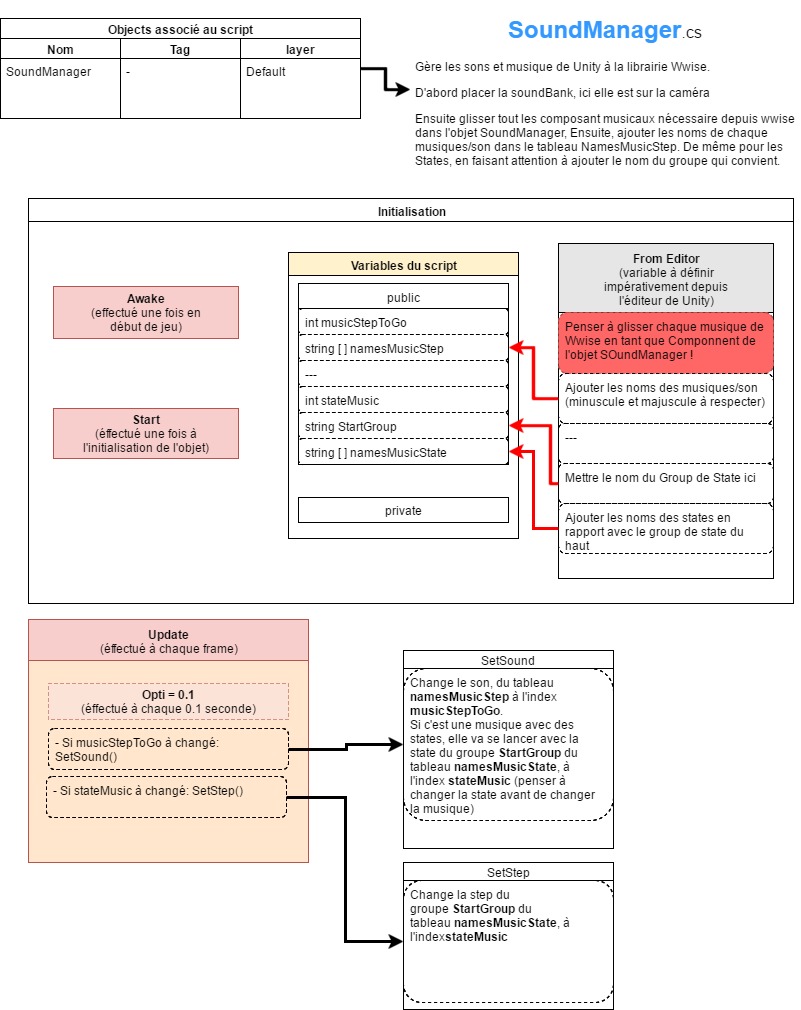 SoundManager.cs
Objects associé au script
Nom
Tag
layer
SoundManager
-
Default
Gère les sons et musique de Unity à la librairie Wwise.
D'abord placer la soundBank, ici elle est sur la caméra
Ensuite glisser tout les composant musicaux nécessaire depuis wwise
dans l'objet SoundManager, Ensuite, ajouter les noms de chaque
musiques/son dans le tableau NamesMusicStep. De même pour les
States, en faisant attention à ajouter le nom du groupe qui convient.
Initialisation
Awake
(effectué une fois en
début de jeu)
Start
(éffectué une fois à
l'initialisation de l'objet)
Variables du script
public
int musicStepToGo
string [ ] namesMusicStep
---
int stateMusic
string StartGroup
string [ ] namesMusicState
private
From Editor
(variable à définir
impérativement depuis
l'éditeur de Unity)
Penser à glisser chaque musique de
Wwise en tant que Componnent de
l'objet SOundManager !
Ajouter les noms des musiques/son
(minuscule et majuscule à respecter)
---
Mettre le nom du Group de State ici
Ajouter les noms des states en
rapport avec le group de state du
haut
Update
(éffectué à chaque frame)
Opti = 0.1
(éffectué à chaque 0.1 seconde)
- Si musicStepToGo à changé:
SetSound()
- Si stateMusic à changé: SetStep()
SetSound
Change le son, du tableau
namesMusicStep à l'index
musicStepToGo.
Si c'est une musique avec des
states, elle va se lancer avec la
state du groupe StartGroup du
tableau namesMusicState, à
l'index stateMusic (penser à
changer la state avant de changer
la musique)
SetStep
Change la step du
groupe StartGroup du
tableau namesMusicState, à
l'indexstateMusic